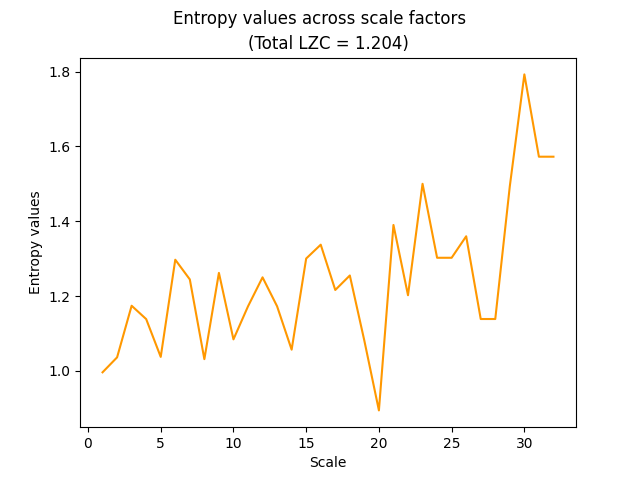 Entropy values across scale factors
(Total LZC = 1.204)
1.8
1.6
1.4
1.2
1.0
Entropy values
0 5 10 15 20 25 30
Scale